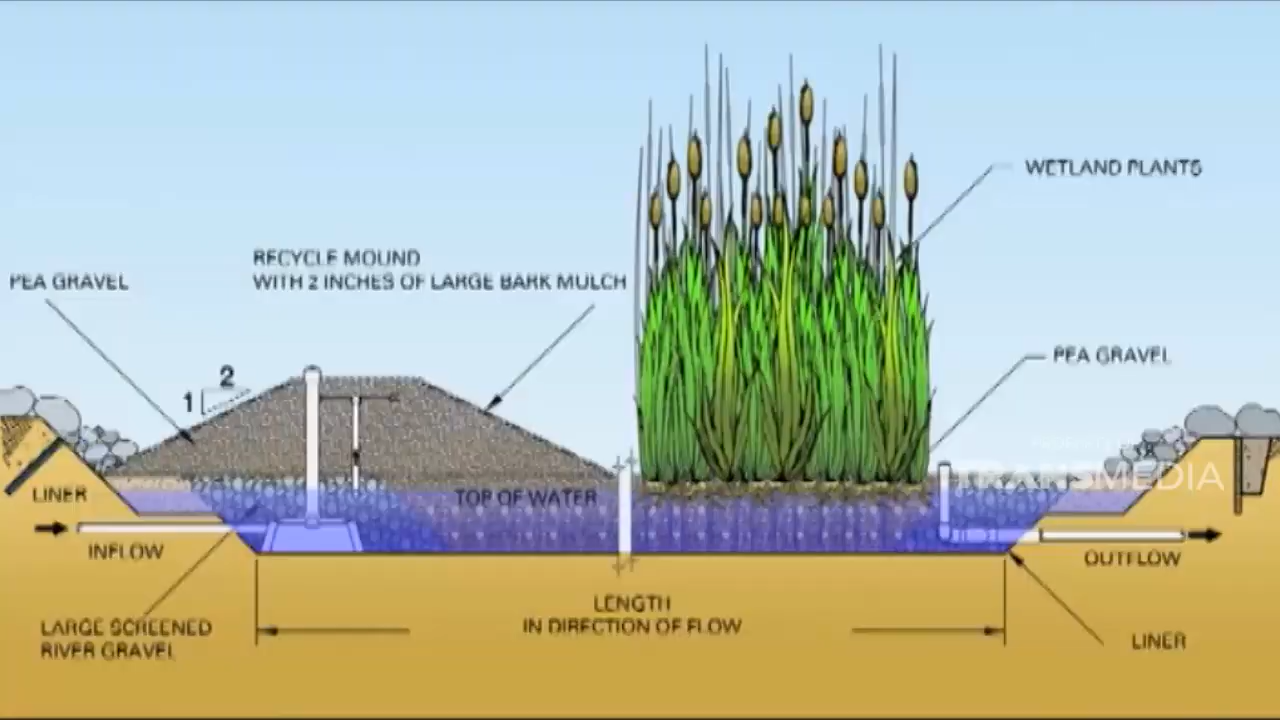 WETLAND PLANTS
RECYCLE MOUND
WITH 2 INCHES OF LARGE BARK MULCH
PEA GRAVEL
PEA GRAVEL
2
1
TRANSMEDIA
LINER
TOP OF WATER
INFLOW
OUTFLOW
LENGTH
IN DIRECTION OF FLOW
LARGE SCREENED
RIVER GRAVEL
LINER